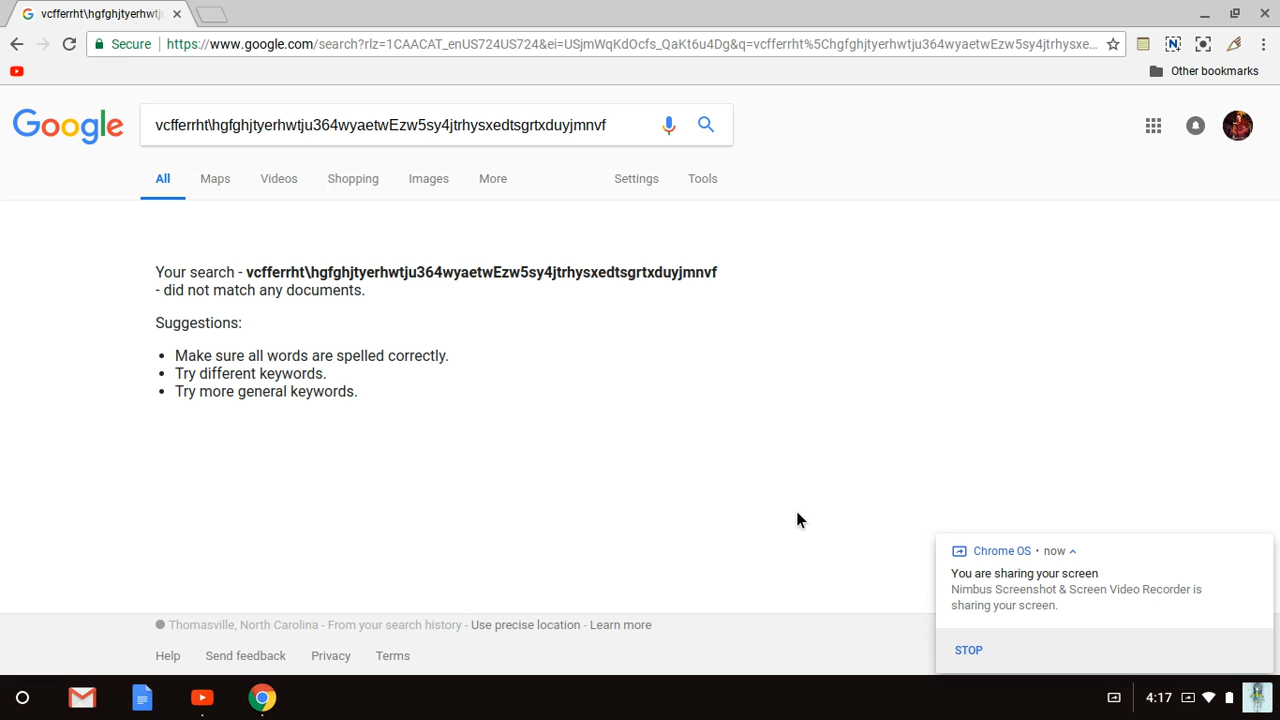 vcfferrht\hgfghjtyerhwtju
Secure
https://www.google.com/search?rlz=1CAACAT_enUS724US724&ei=USjmWqKdOcfs_QaKt6u4Dg&q=vcfferrht%5Chgfghjtyerhwtju364wyaetwEzw5sy4jtrhysxe...
N
Other bookmarks
Google
vcfferrht\hgfghjtyerhwtju364wyaetwEzw5sy4jtrhysxedtsgrtxduyjmnvf
All Maps Videos Shopping Images More Settings Tools
Your search - vcfferrht\hgfghjtyerhwtju364wyaetwEzw5sy4jtrhysxedtsgrtxduyjmnvf
- did not match any documents.
Suggestions:
• Make sure all words are spelled correctly.
• Try different keywords.
• Try more general keywords.
Chrome OS • now
You are sharing your screen
Nimbus Screenshot & Screen Video Recorder is
sharing your screen.
STOP
Thomasville, North Carolina - From your search history - Use precise location - Learn more
Help Send feedback Privacy Terms
4:17